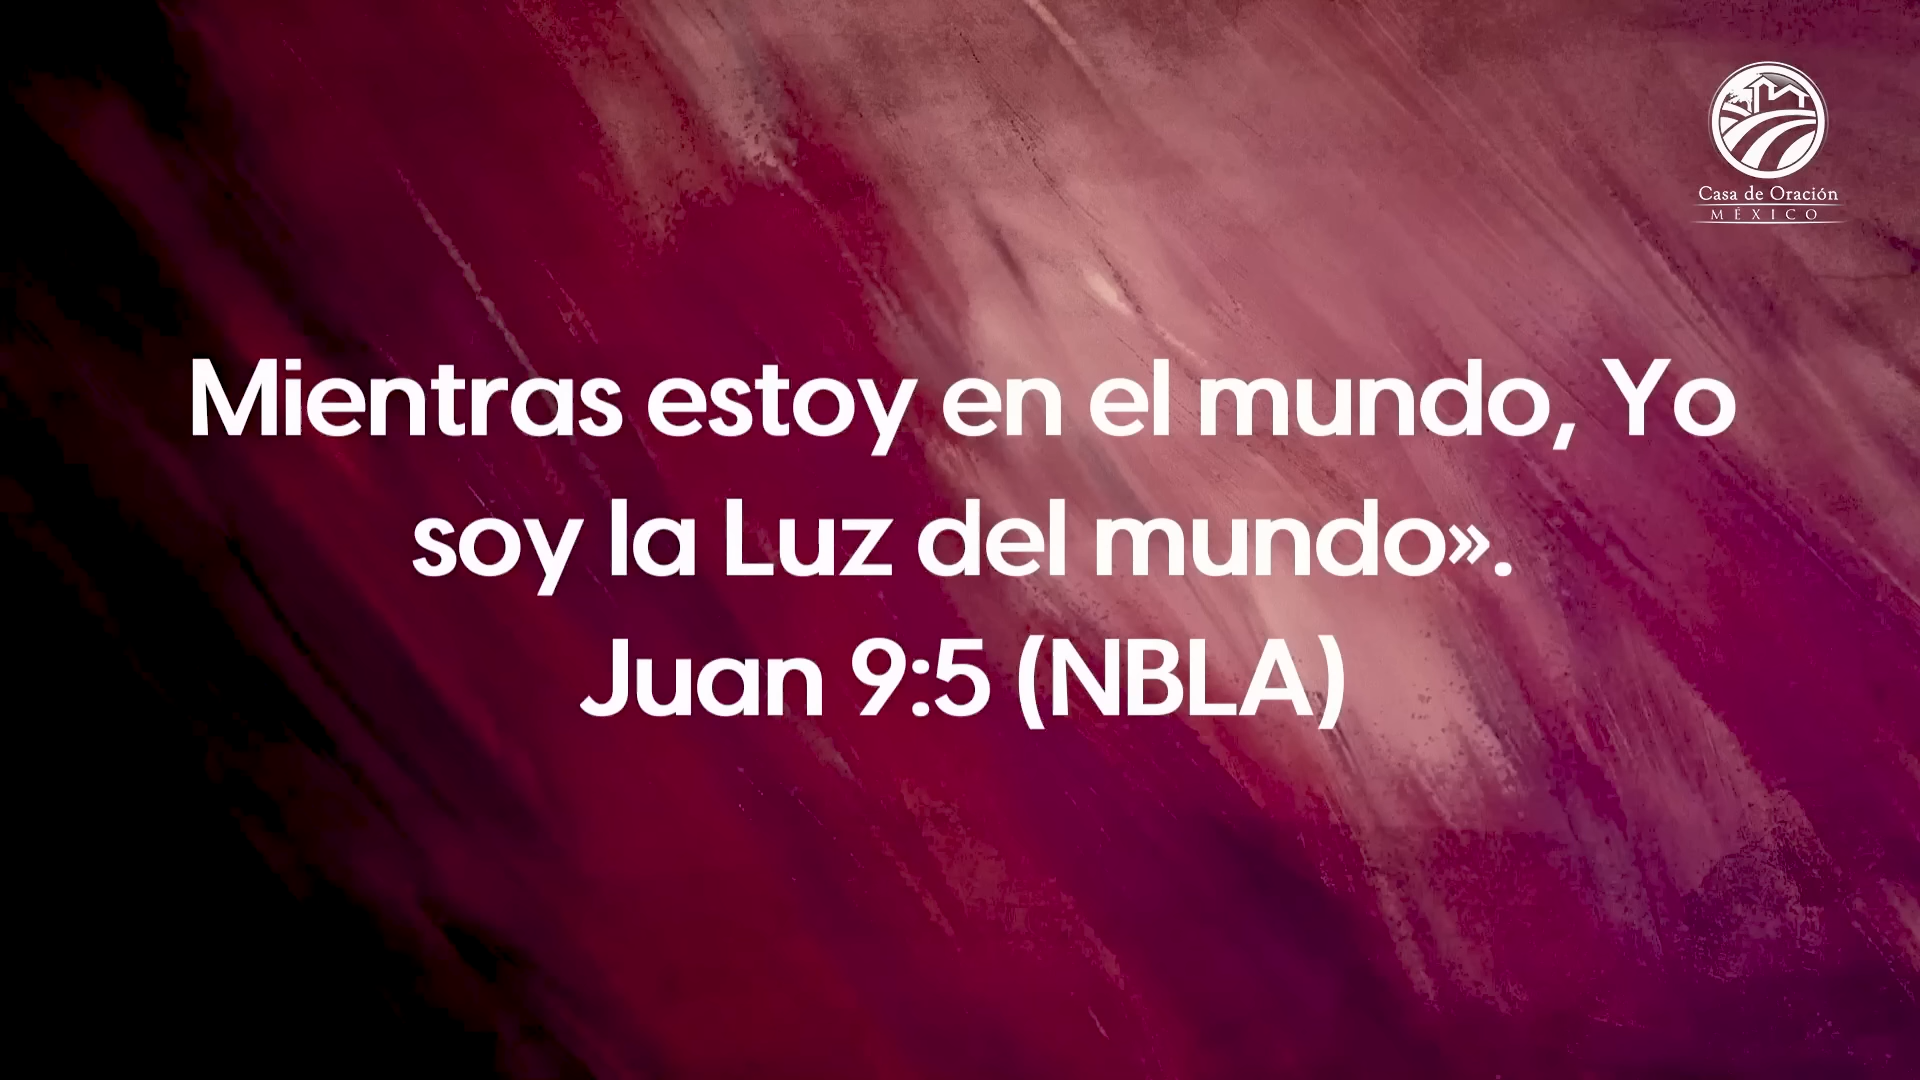 Casa de Oración
MÉXICO
Mientras estoy en el mundo, Yo
soy la Luz del mundo».
Juan 9:5 (NBLA)